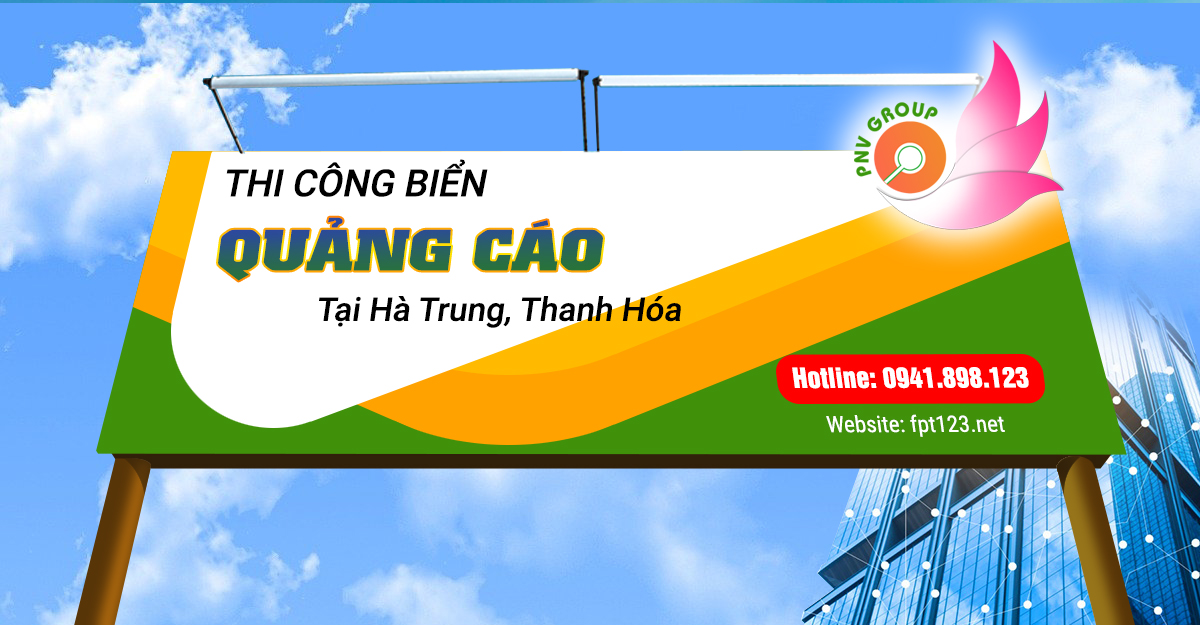 PNV GROUP
THI CÔNG BIỂN
QUẢNG CÁO
Tại Hà Trung, Thanh Hóa
Hotline: 0941.898.123
Website: fpt123.net